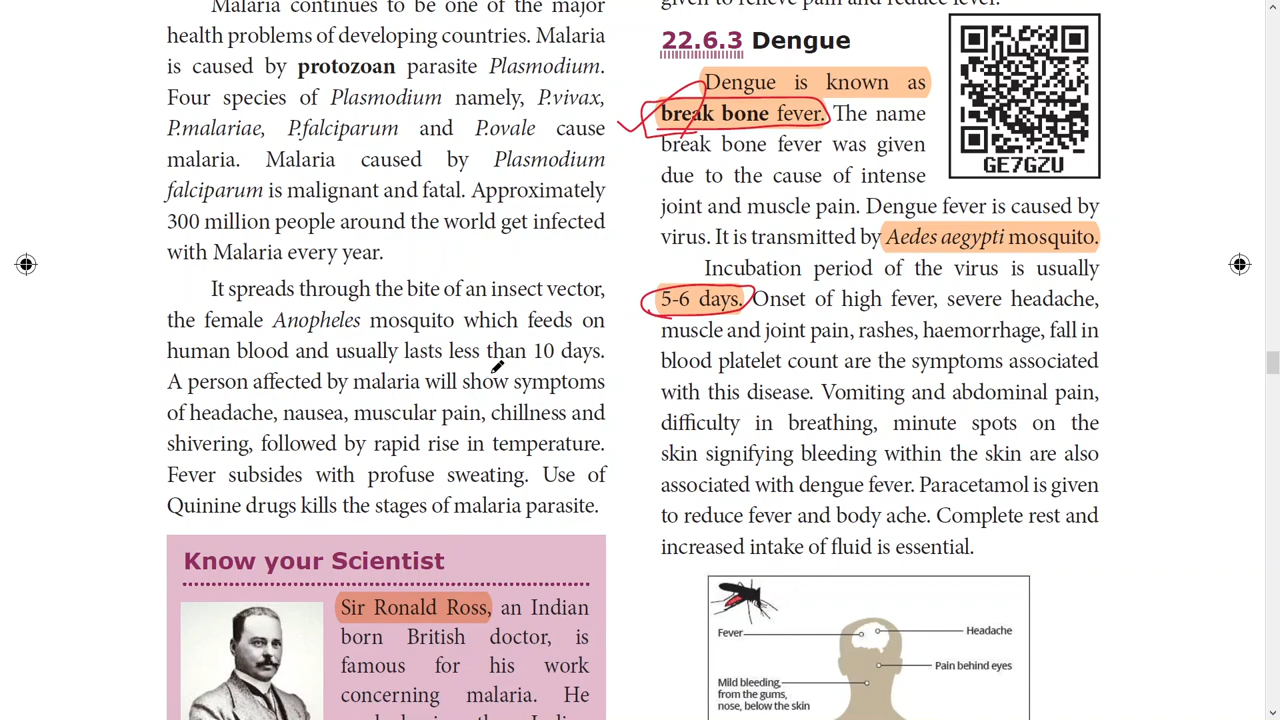 Malaria continues to be one of the major
health problems of developing countries. Malaria
is caused by protozoan parasite Plasmodium.
Four species of Plasmodium namely, P.vivax,
P.malariae, P.falciparum and P.ovale cause
malaria. Malaria caused by Plasmodium
falciparum is malignant and fatal. Approximately
300 million people around the world get infected
with Malaria every year.
It spreads through the bite of an insect vector,
the female Anopheles mosquito which feeds on
human blood and usually lasts less than 10 days.
A person affected by malaria will show symptoms
of headache, nausea, muscular pain, chillness and
shivering, followed by rapid rise in temperature.
Fever subsides with profuse sweating. Use of
Quinine drugs kills the stages of malaria parasite.
Know your Scientist
Sir Ronald Ross, an Indian
born British doctor, is
famous for his work
concerning malaria. He
given to relieve pain and reduce fever.
22.6.3 Dengue
Dengue is known as
break bone fever. The name
break bone fever was given
due to the cause of intense
joint and muscle pain. Dengue fever is caused by
virus. It is transmitted by Aedes aegypti mosquito.
GE7GZU
Incubation period of the virus is usually
5-6 days. Onset of high fever, severe headache,
muscle and joint pain, rashes, haemorrhage, fall in
blood platelet count are the symptoms associated
with this disease. Vomiting and abdominal pain,
difficulty in breathing, minute spots on the
skin signifying bleeding within the skin are also
associated with dengue fever. Paracetamol is given
to reduce fever and body ache. Complete rest and
increased intake of fluid is essential.
Fever
Headache
Pain behind eyes
Mild bleeding,
from the gums,
nose, below the skin